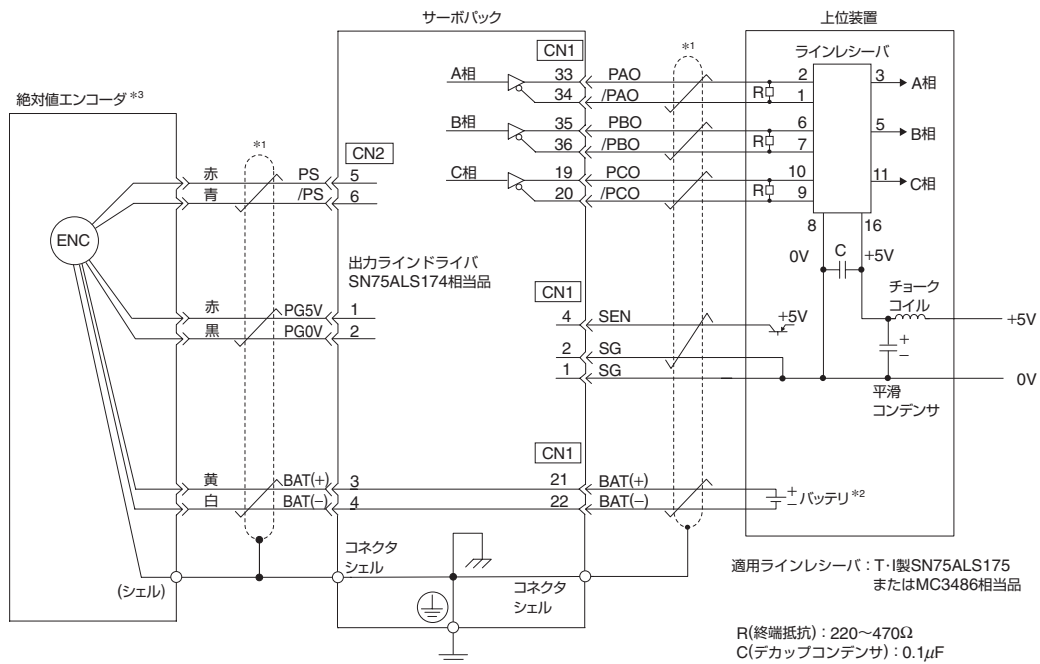 サーボパック
上位装置
絶対値エンコーダ *3
*1
赤 PS
青 /PS
ENC
赤 PG5V
黒 PG0V
黄 BAT(+)
白 BAT(−)
(シェル)
CN2
5
6
1
2
3
4
出力ラインドライバ
SN75ALS174相当品
コネクタ
シェル
CN1
A相 33 PAO
34 /PAO
B相 35 PBO
36 /PBO
C相 19 PCO
20 /PCO
CN1
4 SEN
2 SG
1 SG
CN1
21 BAT(+)
22 BAT(−)
コネクタ
シェル
*1
ラインレシーバ
R 2 3 A相
1
R 6 5 B相
7
R 10 11 C相
9
8 16
0V C +5V
チョーク
コイル
+5V
+5V
+
−
0V
平滑
コンデンサ
+
−
バッテリ *2
適用ラインレシーバ：T・I製SN75ALS175
またはMC3486相当品
R(終端抵抗)：220～470Ω
C(デカップコンデンサ)：0.1μF